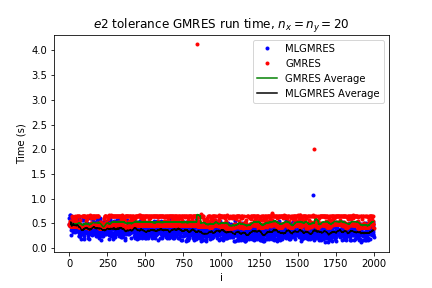 e2 tolerance GMRES run time, n_x = n_y = 20
MLGMRES
GMRES
GMRES Average
MLGMRES Average
Time (s)
4.0
3.5
3.0
2.5
2.0
1.5
1.0
0.5
0.0
0 250 500 750 1000 1250 1500 1750 2000
i